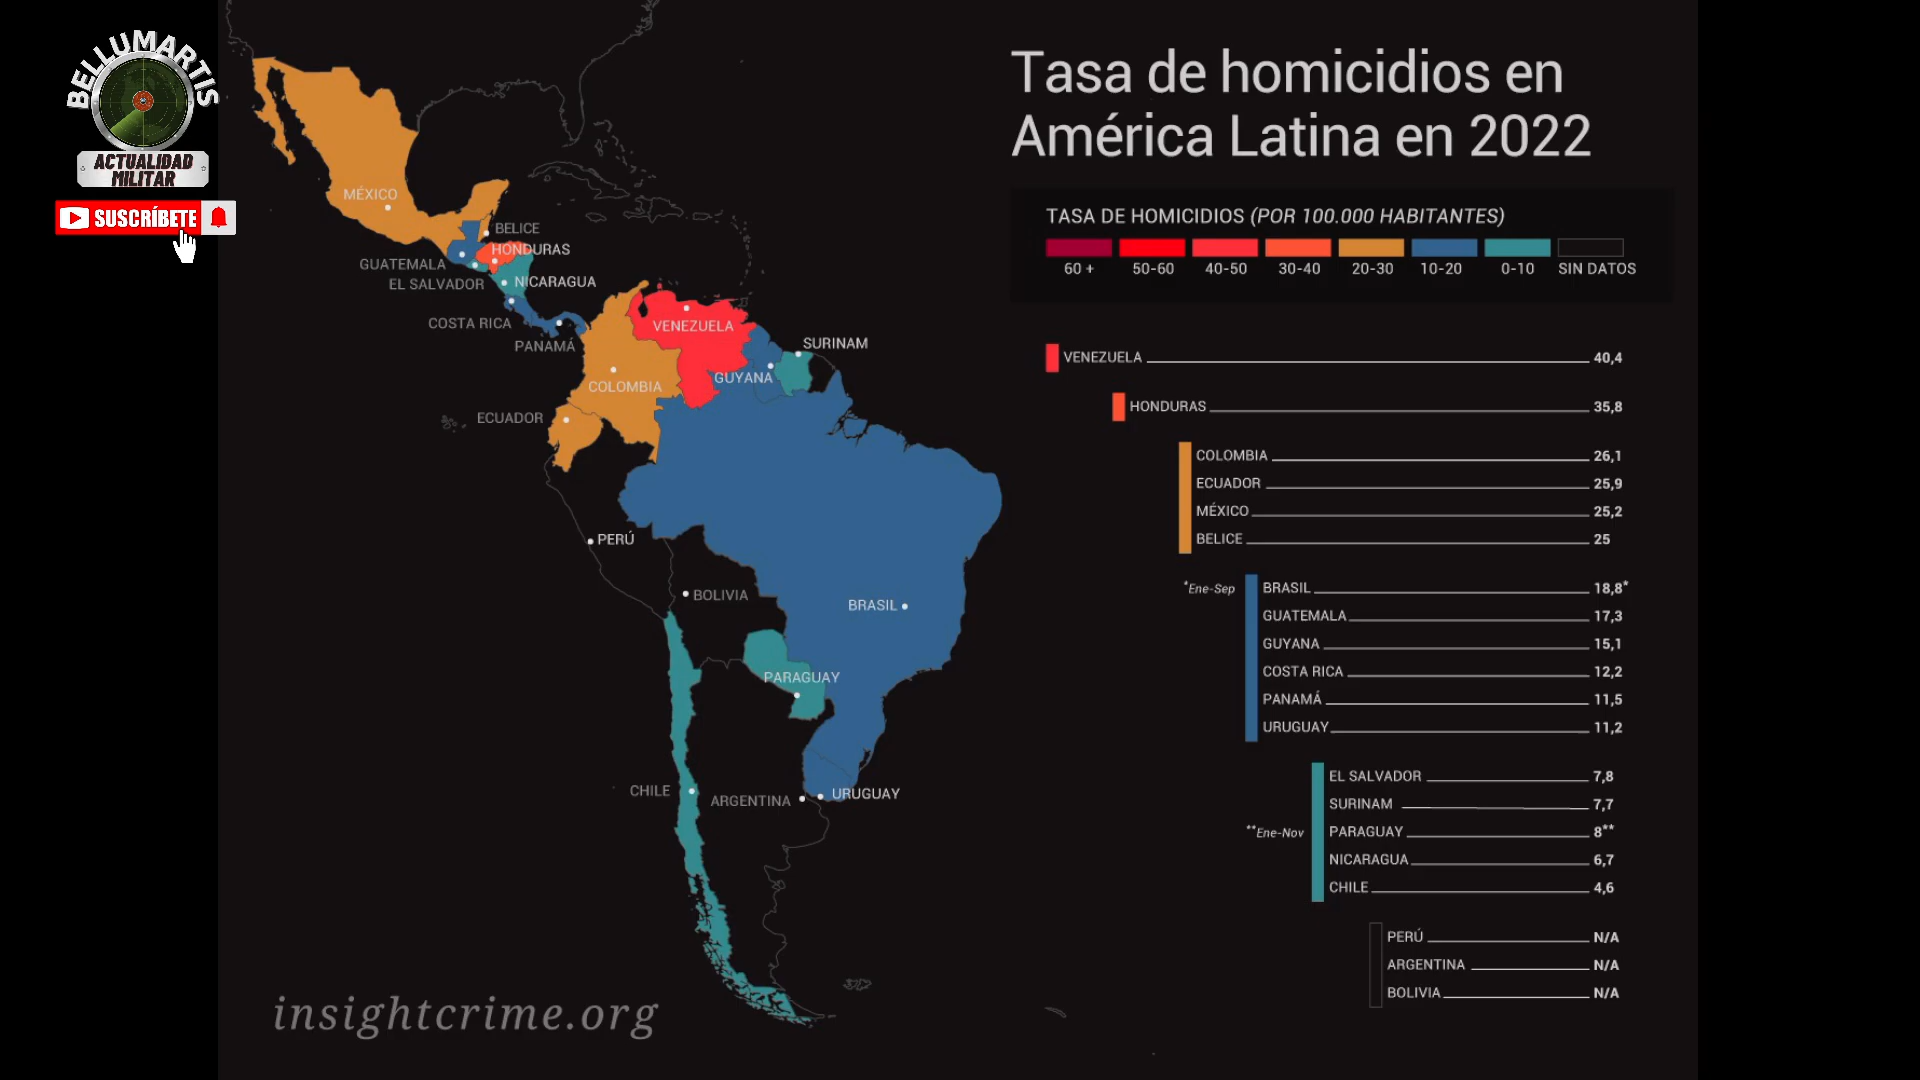 BELLUMARTIS
ACTUALIDAD
MILITAR
SUSCRÍBETE
Tasa de homicidios en
América Latina en 2022
TASA DE HOMICIDIOS (POR 100.000 HABITANTES)
60 + 50-60 40-50 30-40 20-30 10-20 0-10 SIN DATOS
MÉXICO
BELICE
HONDURAS
GUATEMALA
EL SALVADOR
NICARAGUA
COSTA RICA
PANAMÁ
VENEZUELA
SURINAM
GUYANA
COLOMBIA
ECUADOR
PERÚ
BOLIVIA
BRASIL
PARAGUAY
CHILE
ARGENTINA
URUGUAY
VENEZUELA 40,4
HONDURAS 35,8
COLOMBIA 26,1
ECUADOR 25,9
MÉXICO 25,2
BELICE 25
*Ene-Sep BRASIL 18,8*
GUATEMALA 17,3
GUYANA 15,1
COSTA RICA 12,2
PANAMÁ 11,5
URUGUAY 11,2
EL SALVADOR 7,8
SURINAM 7,7
**Ene-Nov PARAGUAY 8**
NICARAGUA 6,7
CHILE 4,6
PERÚ N/A
ARGENTINA N/A
BOLIVIA N/A
insightcrime.org